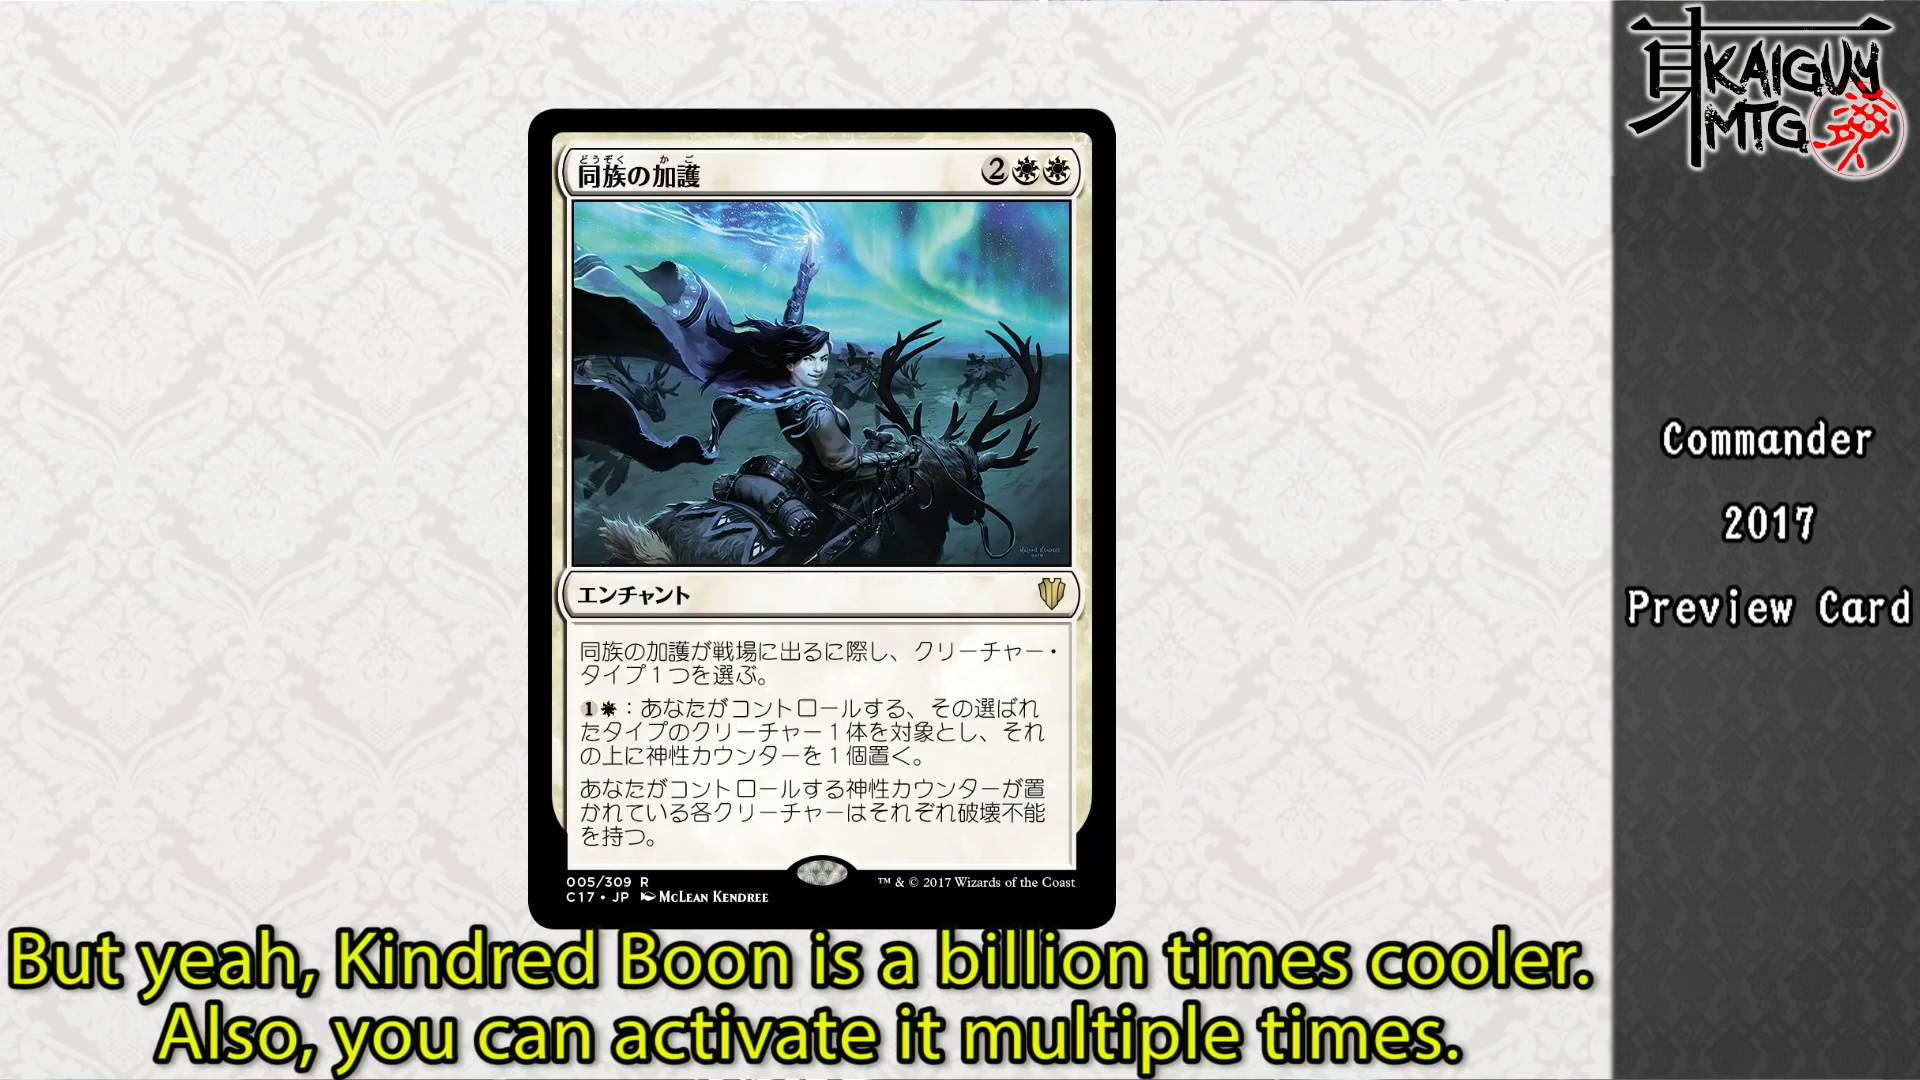 東KAIGUY
MTG
どうぞく かご
同族の加護
2
McLean Kendree
エンチャント
同族の加護が戦場に出るに際し、クリーチャー・
タイプ1つを選ぶ。
1：あなたがコントロールする、その選ばれ
たタイプのクリーチャー1体を対象とし、それ
の上に神性カウンターを1個置く。
あなたがコントロールする神性カウンターが置
かれている各クリーチャーはそれぞれ破壊不能
を持つ。
005/309 R
C17 • JP McLean Kendree
™ & © 2017 Wizards of the Coast
Commander
2017
Preview Card
But yeah, Kindred Boon is a billion times cooler.
Also, you can activate it multiple times.